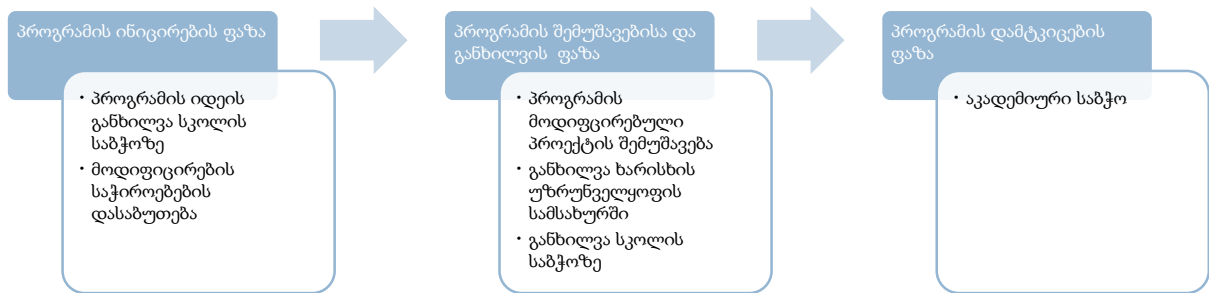 პროგრამის ინიცირების ფაზა
• პროგრამის იდეის
განხილვა სკოლის
საბჭოზე
• მოდიფიცირების
საჭიროებების
დასაბუთება
პროგრამის შემუშავებისა და
განხილვის ფაზა
• პროგრამის
მოდიფცირებული
პროექტის შემუშავება
• განხილვა ხარისხის
უზრუნველყოფის
სამსახურში
• განხილვა სკოლის
საბჭოზე
პროგრამის დამტკიცების
ფაზა
• აკადემიური საბჭო